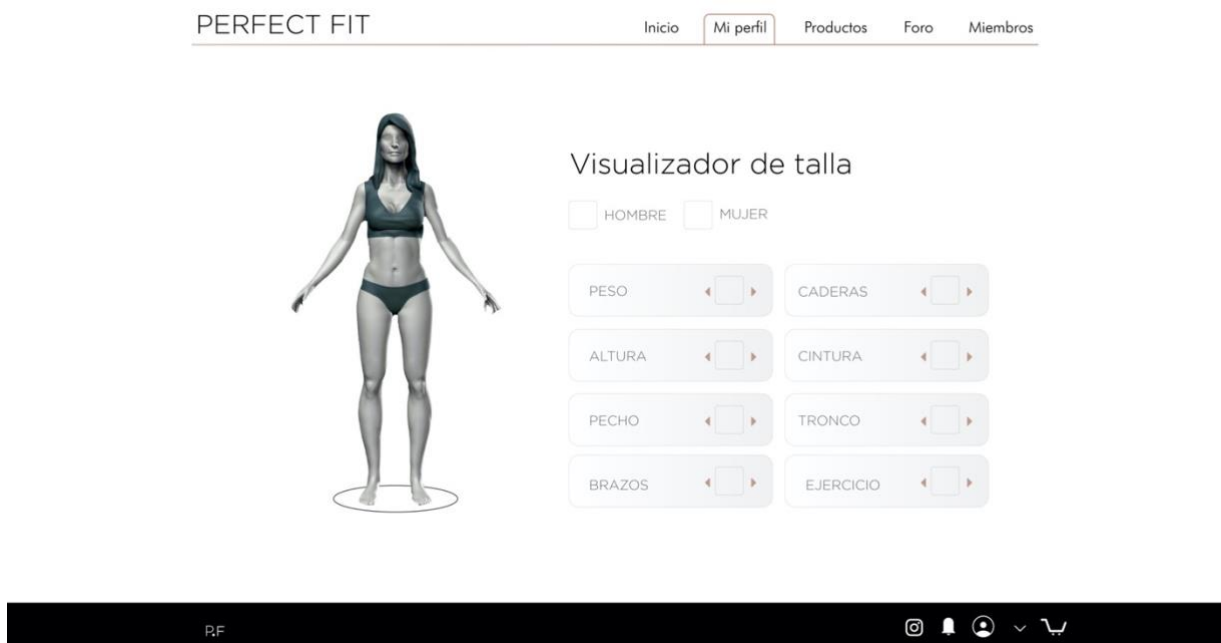 PERFECT FIT
Inicio Mi perfil Productos Foro Miembros
Visualizador de talla
HOMBRE MUJER
PESO CADERAS
ALTURA CINTURA
PECHO TRONCO
BRAZOS EJERCICIO
P.F